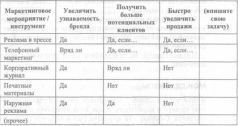 Маркетинговое мероприятие / инструмент
Увеличить узнаваемость бренда
Получить больше потенциальных клиентов
Быстро увеличить продажи
(впишите свою задачу)
Реклама в прессе Да Да, если... Да, если...
Телефонный маркетинг Вряд ли Да, если... Да, если...
Корпоративный журнал Да Вряд ли Нет
Печатные материалы Да Нет Нет
Наружная реклама Да Да Нет
(прочее)